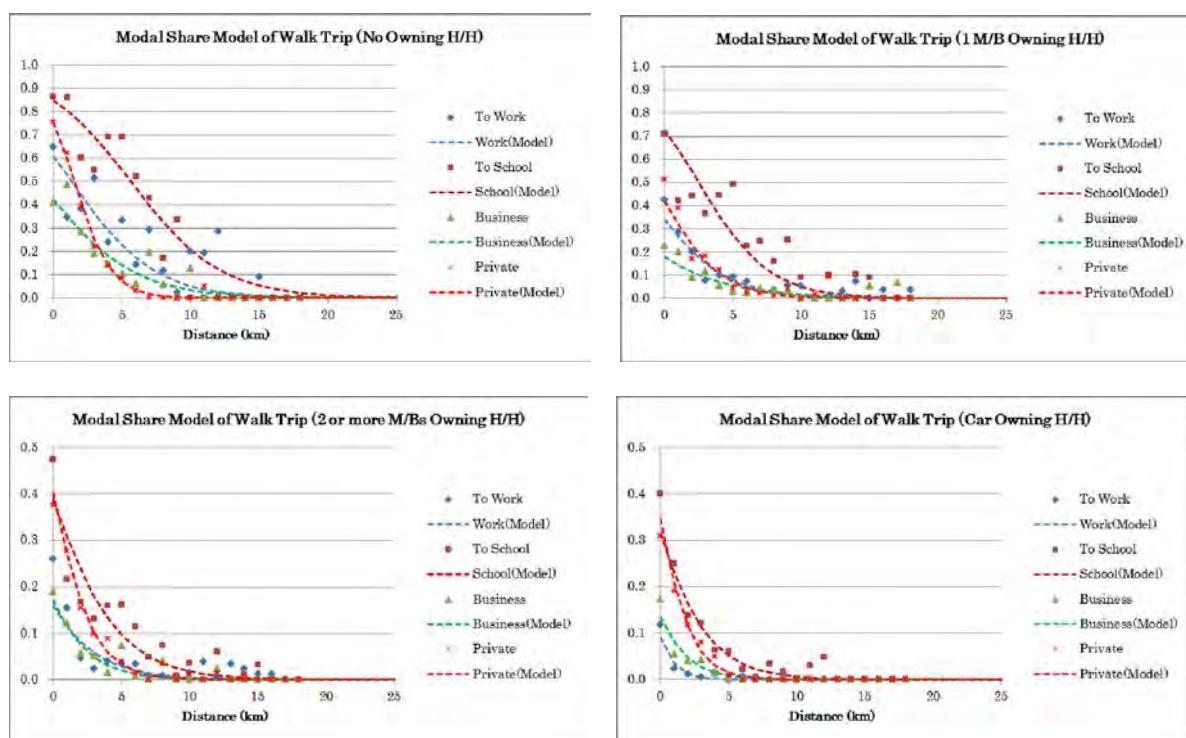 Modal Share Model of Walk Trip (No Owning H/H)
1.0
0.9
0.8
0.7
0.6
0.5
0.4
0.3
0.2
0.1
0.0
0 5 10 15 20 25
Distance (km)
To Work
Work(Model)
To School
School(Model)
Business
Business(Model)
Private
Private(Model)
Modal Share Model of Walk Trip (1 M/B Owning H/H)
1.0
0.9
0.8
0.7
0.6
0.5
0.4
0.3
0.2
0.1
0.0
0 5 10 15 20 25
Distance (km)
To Work
Work(Model)
To School
School(Model)
Business
Business(Model)
Private
Private(Model)
Modal Share Model of Walk Trip (2 or more M/Bs Owning H/H)
0.5
0.4
0.3
0.2
0.1
0.0
0 5 10 15 20 25
Distance (km)
To Work
Work(Model)
To School
School(Model)
Business
Business(Model)
Private
Private(Model)
Modal Share Model of Walk Trip (Car Owning H/H)
0.5
0.4
0.3
0.2
0.1
0.0
0 5 10 15 20 25
Distance (km)
To Work
Work(Model)
To School
School(Model)
Business
Business(Model)
Private
Private(Model)